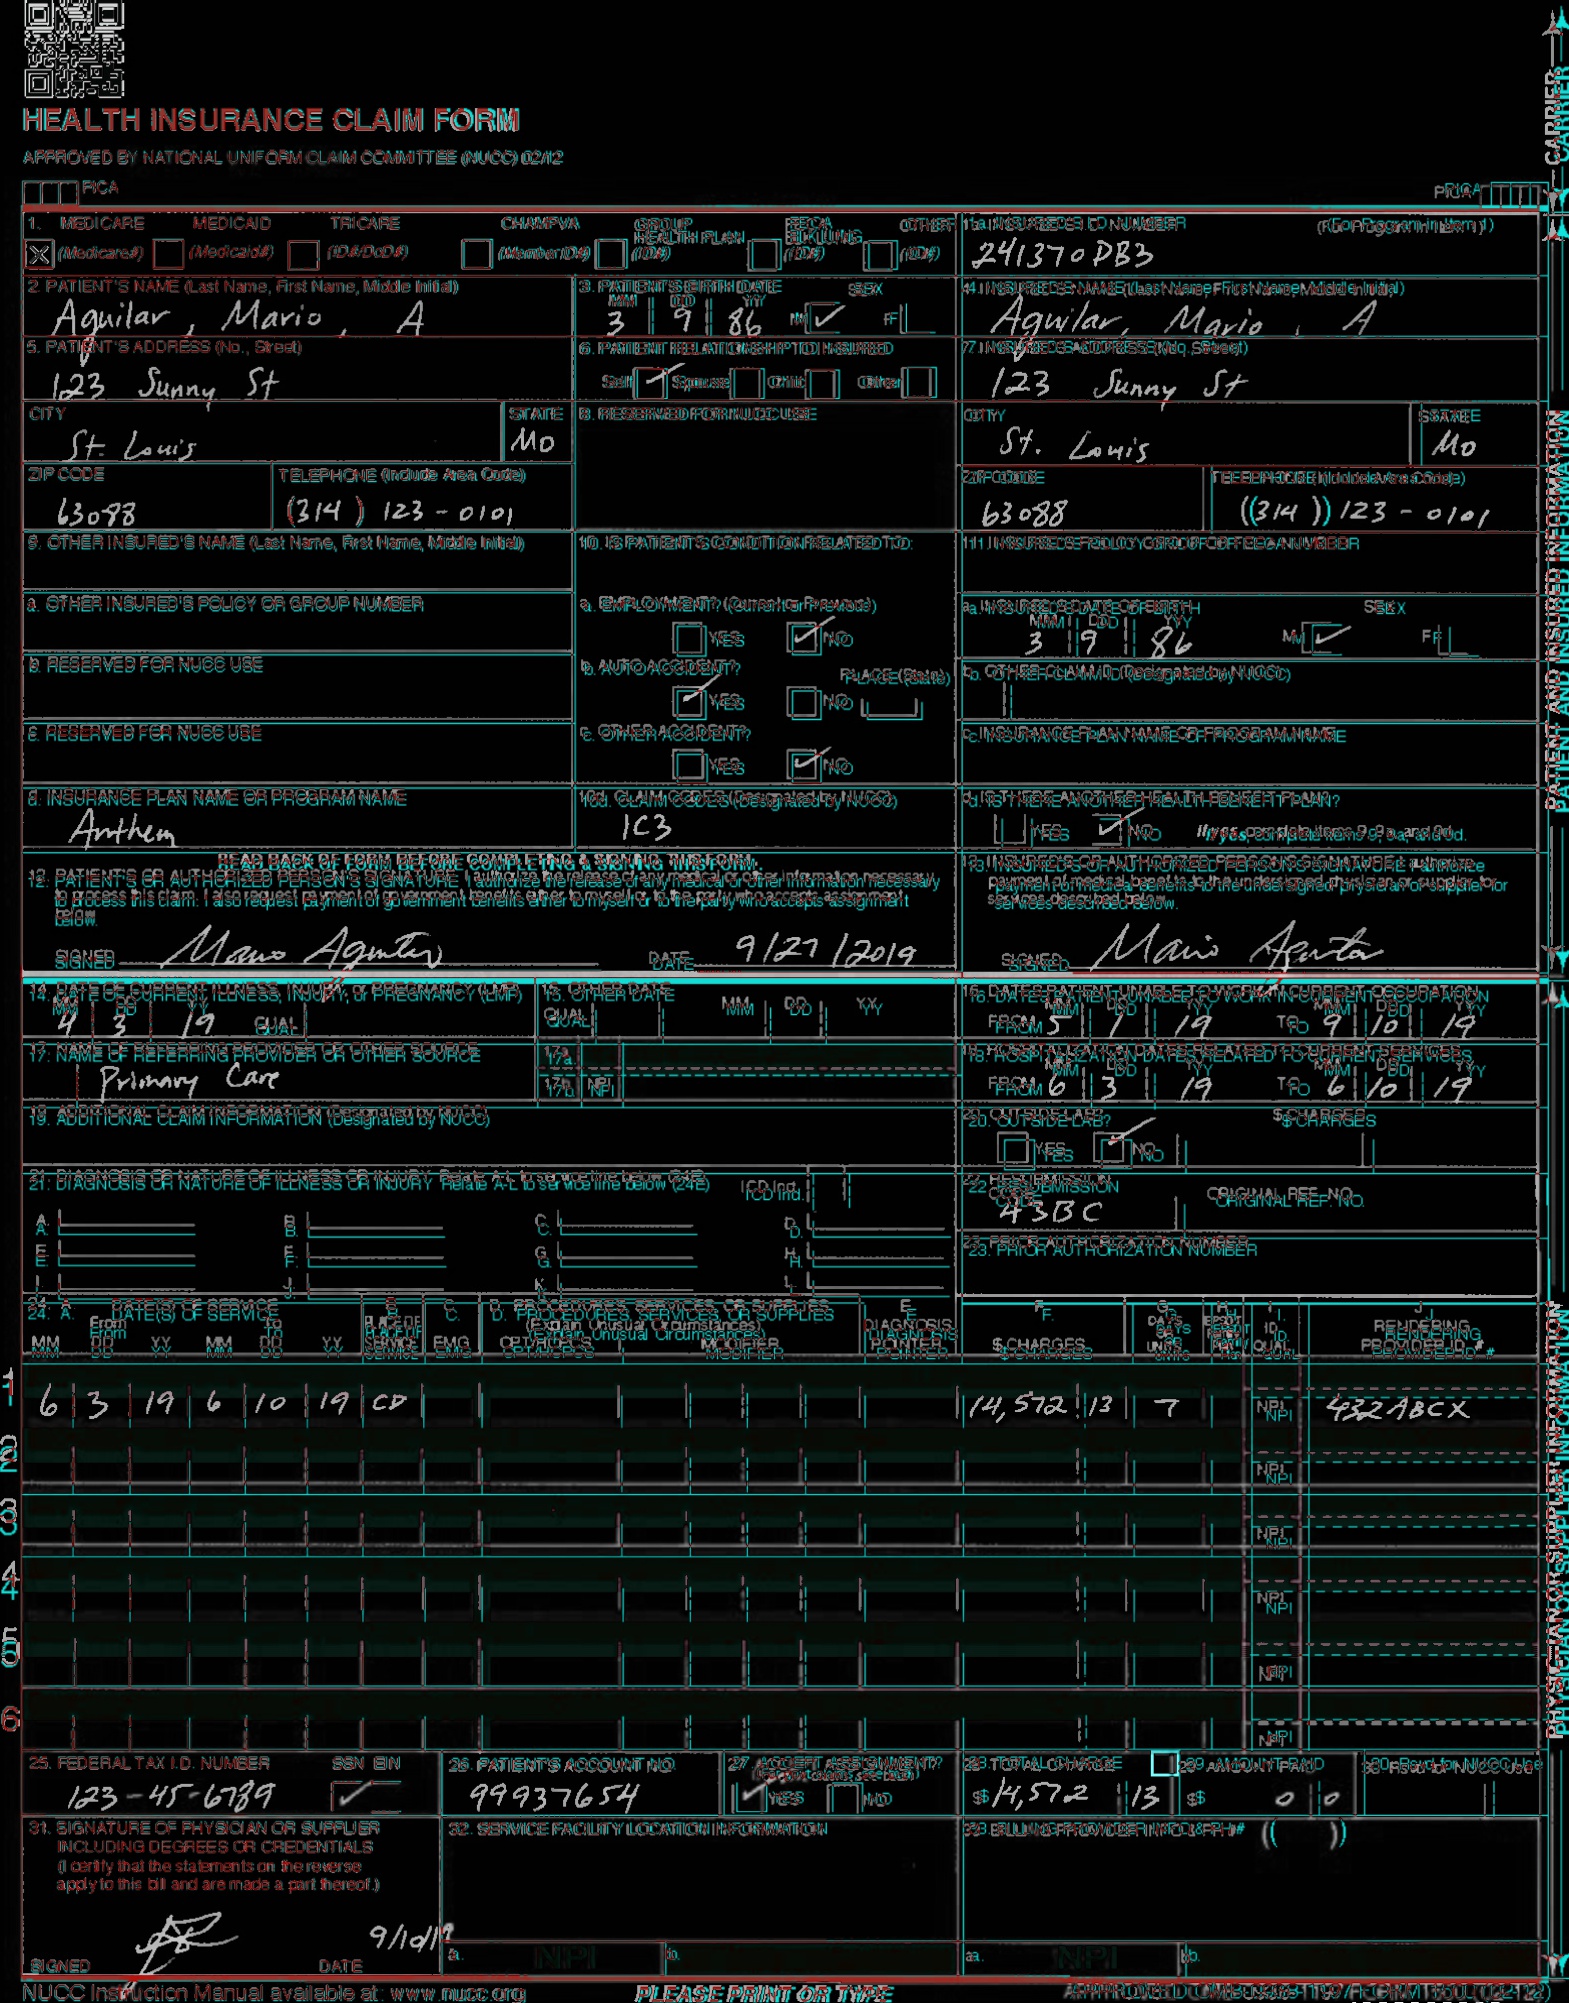 HEALTH INSURANCE CLAIM FORM
APPROVED BY NATIONAL UNIFORM CLAIM COMMITTEE (NUCC) 02/12
PICA PICA
CARRIER
1. MEDICARE MEDICAID TRICARE CHAMPVA GROUP HEALTH PLAN FECA BLK LUNG OTHER
(Medicare#) (Medicaid#) (ID#/DoD#) (Member ID#) (ID#) (ID#) (ID#)
1a. INSURED'S I.D. NUMBER (For Program in Item 1)
241370 DB3
2. PATIENT'S NAME (Last Name, First Name, Middle Initial)
Aguilar, Mario, A
3. PATIENT'S BIRTH DATE SEX
MM DD YY
3 9 86 M F
4. INSURED'S NAME (Last Name, First Name, Middle Initial)
Aguilar, Mario, A
5. PATIENT'S ADDRESS (No., Street)
123 Sunny St
6. PATIENT RELATIONSHIP TO INSURED
Self Spouse Child Other
7. INSURED'S ADDRESS (No., Street)
123 Sunny St
CITY STATE
St. Louis MO
8. RESERVED FOR NUCC USE
CITY STATE
St. Louis Mo
ZIP CODE TELEPHONE (Include Area Code)
63088 (314) 123-0101
ZIP CODE TELEPHONE (Include Area Code)
63088 (314) 123-0101
9. OTHER INSURED'S NAME (Last Name, First Name, Middle Initial)
10. IS PATIENT'S CONDITION RELATED TO:
11. INSURED'S POLICY GROUP OR FECA NUMBER
a. OTHER INSURED'S POLICY OR GROUP NUMBER
a. EMPLOYMENT? (Current or Previous)
YES NO
a. INSURED'S DATE OF BIRTH SEX
MM DD YY
3 9 86 M F
b. RESERVED FOR NUCC USE
b. AUTO ACCIDENT? PLACE (State)
YES NO
b. OTHER CLAIM ID (Designated by NUCC)
c. RESERVED FOR NUCC USE
c. OTHER ACCIDENT?
YES NO
c. INSURANCE PLAN NAME OR PROGRAM NAME
d. INSURANCE PLAN NAME OR PROGRAM NAME
Anthem
10d. CLAIM CODES (Designated by NUCC)
1C3
d. IS THERE ANOTHER HEALTH BENEFIT PLAN?
YES NO If yes, complete items 9, 9a, and 9d.
READ BACK OF FORM BEFORE COMPLETING & SIGNING THIS FORM.
12. PATIENT'S OR AUTHORIZED PERSON'S SIGNATURE I authorize the release of any medical or other information necessary
to process this claim. I also request payment of government benefits either to myself or to the party who accepts assignment
below.
SIGNED DATE 9/27/2019
13. INSURED'S OR AUTHORIZED PERSON'S SIGNATURE I authorize
payment of medical benefits to the undersigned physician or supplier for
services described below.
SIGNED
PATIENT AND INSURED INFORMATION
14. DATE OF CURRENT ILLNESS, INJURY, or PREGNANCY (LMP)
MM DD YY
4 3 19 QUAL.
15. OTHER DATE
QUAL. MM DD YY
16. DATES PATIENT UNABLE TO WORK IN CURRENT OCCUPATION
MM DD YY MM DD YY
FROM 5 1 19 TO 9 10 19
17. NAME OF REFERRING PROVIDER OR OTHER SOURCE
Primary Care
17a.
17b. NPI
18. HOSPITALIZATION DATES RELATED TO CURRENT SERVICES
MM DD YY MM DD YY
FROM 6 3 19 TO 6 10 19
19. ADDITIONAL CLAIM INFORMATION (Designated by NUCC)
20. OUTSIDE LAB? $ CHARGES
YES NO
21. DIAGNOSIS OR NATURE OF ILLNESS OR INJURY Relate A-L to service line below (24E) ICD Ind.
A. B. C. D.
E. F. G. H.
I. J. K. L.
22. RESUBMISSION CODE ORIGINAL REF. NO.
43BC
23. PRIOR AUTHORIZATION NUMBER
24. A. DATE(S) OF SERVICE B. C. D. PROCEDURES, SERVICES, OR SUPPLIES E. F. G. H. I. J.
From To PLACE OF SERVICE (Explain Unusual Circumstances) DIAGNOSIS POINTER DAYS OR UNITS ID. QUAL. RENDERING PROVIDER ID. #
MM DD YY MM DD YY EMG CPT/HCPCS MODIFIER $ CHARGES
1 6 3 19 6 10 19 CD 14,572 13 7 NPI 432ABCX
2 NPI
3 NPI
4 NPI
5 NPI
6 NPI
PHYSICIAN OR SUPPLIER INFORMATION
25. FEDERAL TAX I.D. NUMBER SSN EIN
123-45-6789
26. PATIENT'S ACCOUNT NO.
99937654
27. ACCEPT ASSIGNMENT?
(For govt. claims, see back)
YES NO
28. TOTAL CHARGE
$ 14,572 13
29. AMOUNT PAID
$ 0 0
30. Rsvd for NUCC Use
31. SIGNATURE OF PHYSICIAN OR SUPPLIER
INCLUDING DEGREES OR CREDENTIALS
(I certify that the statements on the reverse
apply to this bill and are made a part thereof.)
9/10/19
SIGNED DATE
32. SERVICE FACILITY LOCATION INFORMATION
a. NPI b.
33. BILLING PROVIDER INFO & PH # ( )
a. NPI b.
NUCC Instruction Manual available at: www.nucc.org
PLEASE PRINT OR TYPE